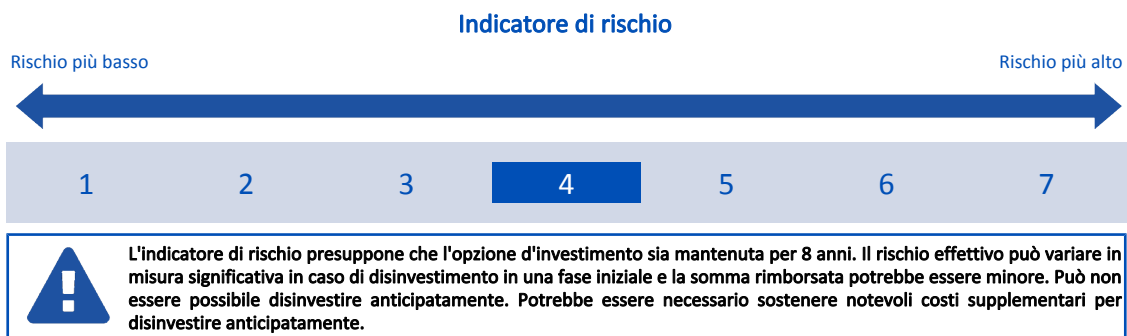 Indicatore di rischio
Rischio più basso
Rischio più alto
1 2 3 4 5 6 7
L'indicatore di rischio presuppone che l'opzione d'investimento sia mantenuta per 8 anni. Il rischio effettivo può variare in
misura significativa in caso di disinvestimento in una fase iniziale e la somma rimborsata potrebbe essere minore. Può non
essere possibile disinvestire anticipatamente. Potrebbe essere necessario sostenere notevoli costi supplementari per
disinvestire anticipatamente.